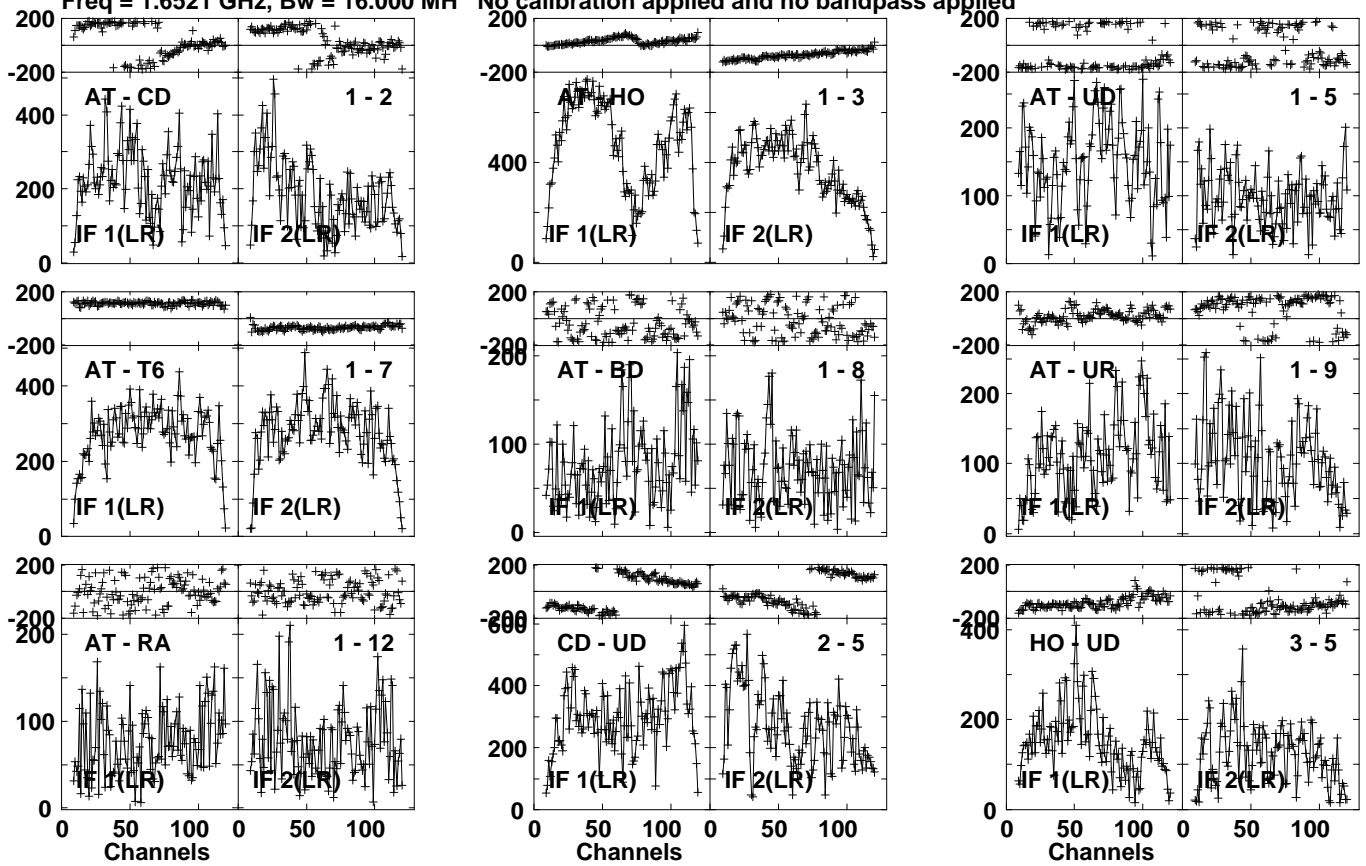 Freq = 1.6521 GHz, Bw = 16.000 MH No calibration applied and no bandpass applied
200
-200
AT - CD
1 - 2
400
200
0
IF 1(LR)
IF 2(LR)
AT - HO
1 - 3
400
0
IF 1(LR)
IF 2(LR)
200
-200
AT - UD
1 - 5
200
100
0
IF 1(LR)
IF 2(LR)
200
-200
AT - T6
1 - 7
400
200
0
IF 1(LR)
IF 2(LR)
200
-200
200
AT - BD
1 - 8
100
0
IF 1(LR)
IF 2(LR)
200
-200
AT - UR
1 - 9
200
100
0
IF 1(LR)
IF 2(LR)
200
-200
200
AT - RA
1 - 12
100
0
IF 1(LR)
IF 2(LR)
0 50 100 0 50 100
Channels
200
-200
600
CD - UD
2 - 5
400
200
0
IF 1(LR)
IF 2(LR)
0 50 100 0 50 100
Channels
200
-200
400
HO - UD
3 - 5
200
0
IF 1(LR)
IF 2(LR)
0 50 100 0 50 100
Channels